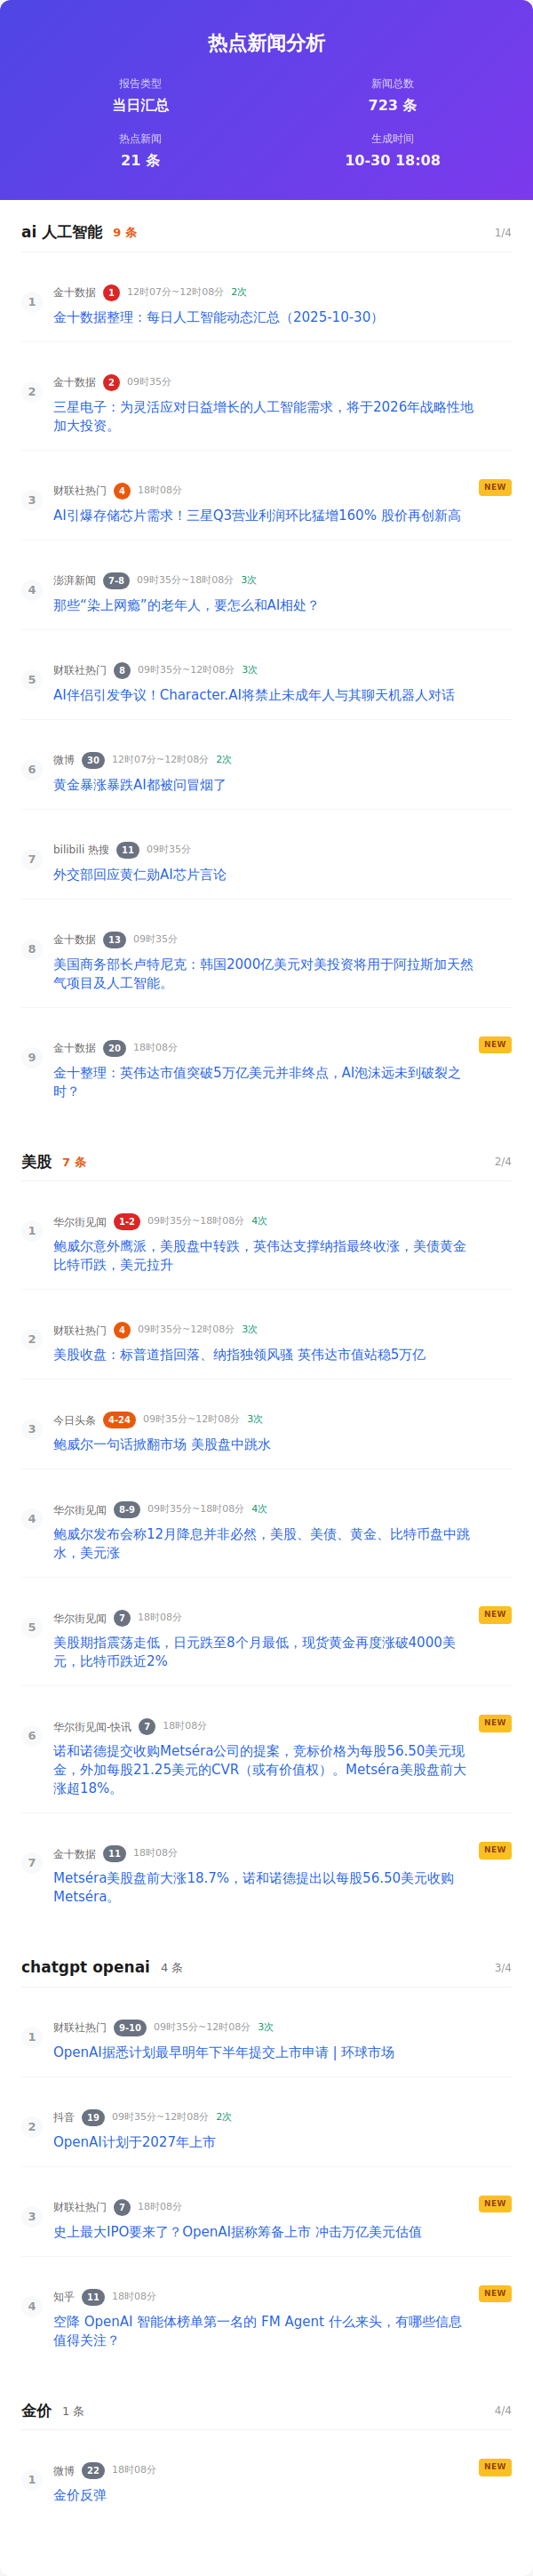 热点新闻分析
报告类型
当日汇总
新闻总数
723 条
热点新闻
21 条
生成时间
10-30 18:08
ai 人工智能 9 条 1/4
1
金十数据 1 12时07分~12时08分 2次
金十数据整理：每日人工智能动态汇总（2025-10-30）
2
金十数据 2 09时35分
三星电子：为灵活应对日益增长的人工智能需求，将于2026年战略性地
加大投资。
3
财联社热门 4 18时08分 NEW
AI引爆存储芯片需求！三星Q3营业利润环比猛增160% 股价再创新高
4
澎湃新闻 7-8 09时35分~18时08分 3次
那些“染上网瘾”的老年人，要怎么和AI相处？
5
财联社热门 8 09时35分~12时08分 3次
AI伴侣引发争议！Character.AI将禁止未成年人与其聊天机器人对话
6
微博 30 12时07分~12时08分 2次
黄金暴涨暴跌AI都被问冒烟了
7
bilibili 热搜 11 09时35分
外交部回应黄仁勋AI芯片言论
8
金十数据 13 09时35分
美国商务部长卢特尼克：韩国2000亿美元对美投资将用于阿拉斯加天然
气项目及人工智能。
9
金十数据 20 18时08分 NEW
金十整理：英伟达市值突破5万亿美元并非终点，AI泡沫远未到破裂之
时？
美股 7 条 2/4
1
华尔街见闻 1-2 09时35分~18时08分 4次
鲍威尔意外鹰派，美股盘中转跌，英伟达支撑纳指最终收涨，美债黄金
比特币跌，美元拉升
2
财联社热门 4 09时35分~12时08分 3次
美股收盘：标普道指回落、纳指独领风骚 英伟达市值站稳5万亿
3
今日头条 4-24 09时35分~12时08分 3次
鲍威尔一句话掀翻市场 美股盘中跳水
4
华尔街见闻 8-9 09时35分~18时08分 4次
鲍威尔发布会称12月降息并非必然，美股、美债、黄金、比特币盘中跳
水，美元涨
5
华尔街见闻 7 18时08分 NEW
美股期指震荡走低，日元跌至8个月最低，现货黄金再度涨破4000美
元，比特币跌近2%
6
华尔街见闻-快讯 7 18时08分 NEW
诺和诺德提交收购Metséra公司的提案，竞标价格为每股56.50美元现
金，外加每股21.25美元的CVR（或有价值权）。Metséra美股盘前大
涨超18%。
7
金十数据 11 18时08分 NEW
Metséra美股盘前大涨18.7%，诺和诺德提出以每股56.50美元收购
Metséra。
chatgpt openai 4 条 3/4
1
财联社热门 9-10 09时35分~12时08分 3次
OpenAI据悉计划最早明年下半年提交上市申请 | 环球市场
2
抖音 19 09时35分~12时08分 2次
OpenAI计划于2027年上市
3
财联社热门 7 18时08分 NEW
史上最大IPO要来了？OpenAI据称筹备上市 冲击万亿美元估值
4
知乎 11 18时08分 NEW
空降 OpenAI 智能体榜单第一名的 FM Agent 什么来头，有哪些信息
值得关注？
金价 1 条 4/4
1
微博 22 18时08分 NEW
金价反弹